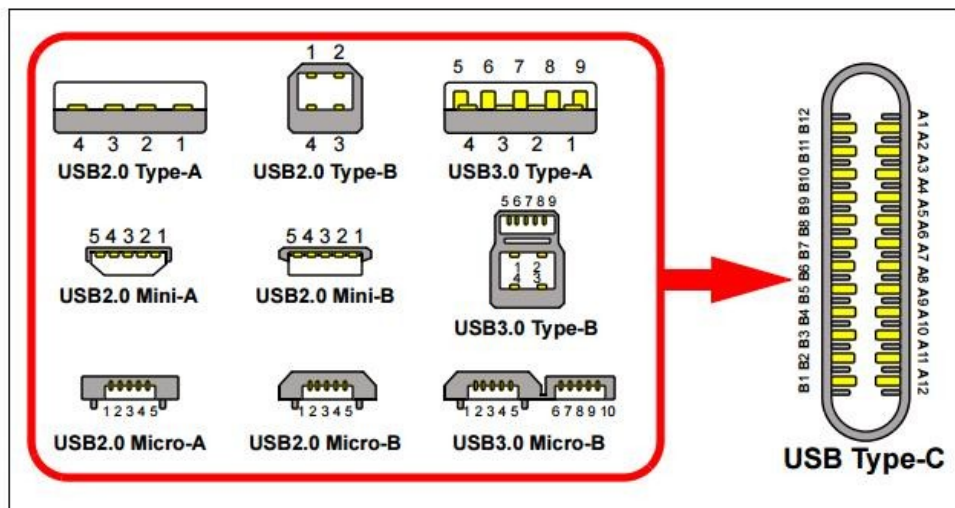 1 2
5 6 7 8 9
4 3 2 1
4 3
4 3 2 1
USB2.0 Type-A
USB2.0 Type-B
USB3.0 Type-A
5 4 3 2 1
5 4 3 2 1
5 6 7 8 9
1 2
4 3
USB2.0 Mini-A
USB2.0 Mini-B
USB3.0 Type-B
1 2 3 4 5
1 2 3 4 5
1 2 3 4 5
6 7 8 9 10
USB2.0 Micro-A
USB2.0 Micro-B
USB3.0 Micro-B
B1 B2 B3 B4 B5 B6 B7 B8 B9 B10 B11 B12
A1 A2 A3 A4 A5 A6 A7 A8 A9 A10 A11 A12
USB Type-C